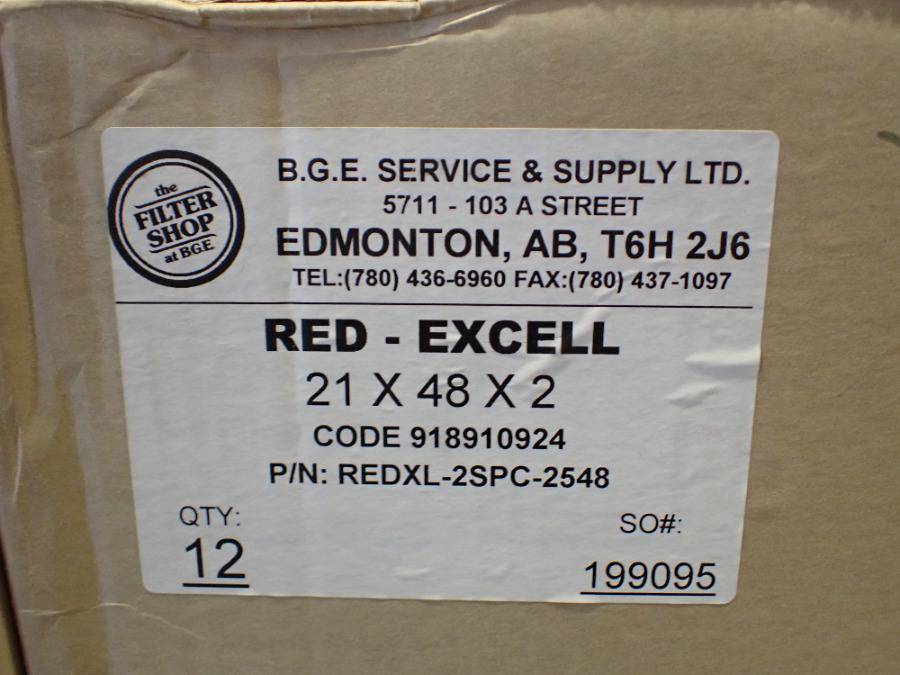 the
FILTER
SHOP
at B.G.E.
B.G.E. SERVICE & SUPPLY LTD.
5711 - 103 A STREET
EDMONTON, AB, T6H 2J6
TEL:(780) 436-6960 FAX:(780) 437-1097
RED - EXCELL
21 X 48 X 2
CODE 918910924
P/N: REDXL-2SPC-2548
QTY:
12
SO#:
199095